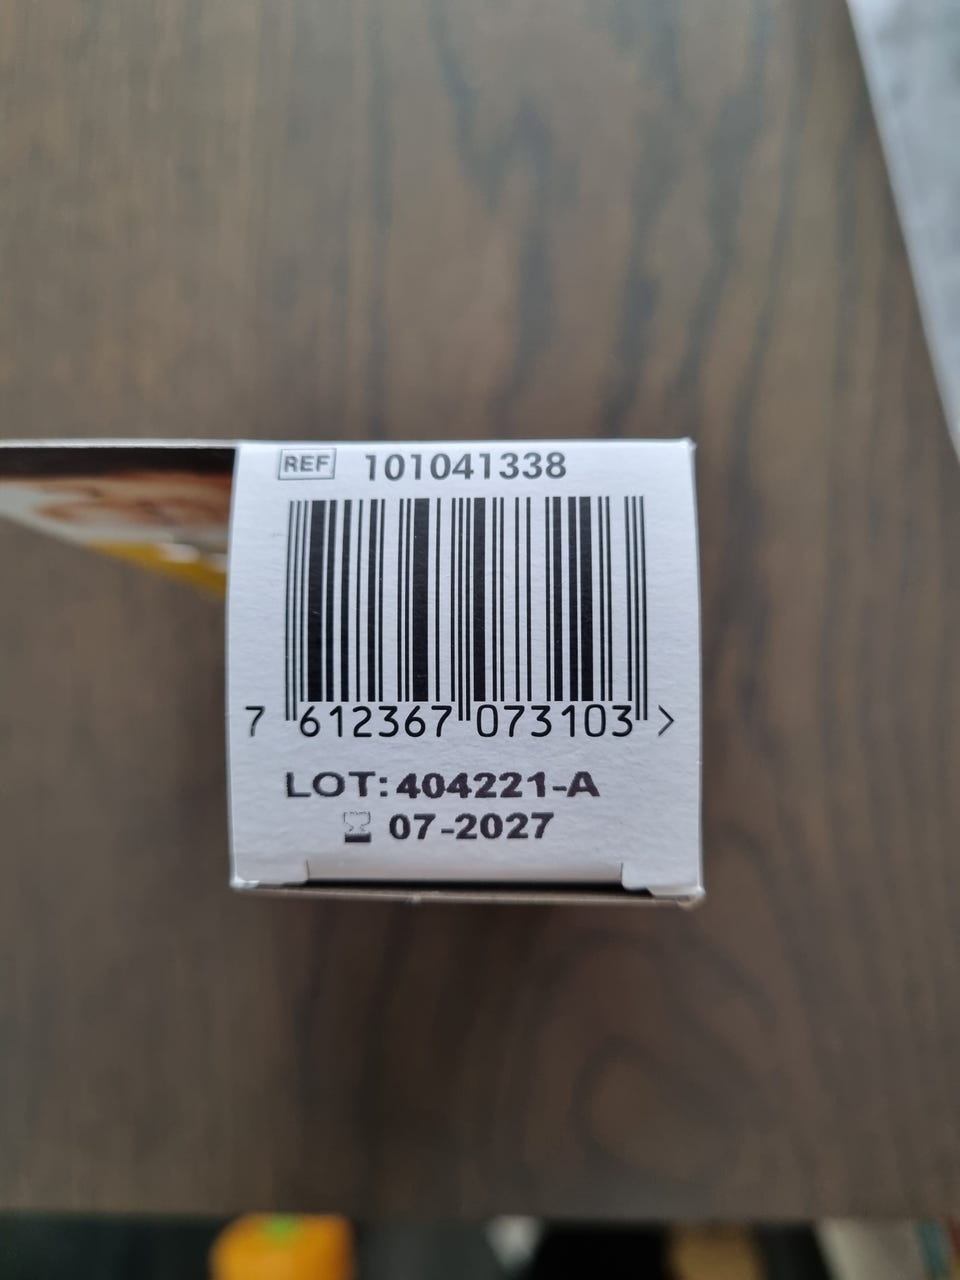 REF 101041338
7 612367 073103 >
LOT: 404221-A
07-2027